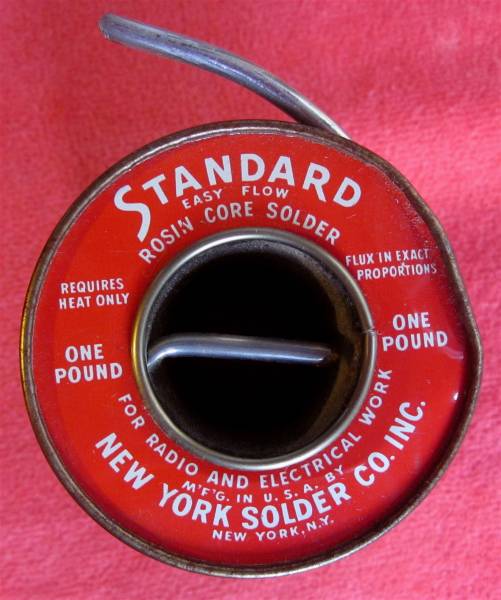 STANDARD
EASY FLOW
ROSIN CORE SOLDER
FLUX IN EXACT
PROPORTIONS
REQUIRES
HEAT ONLY
ONE
POUND
ONE
POUND
FOR RADIO AND ELECTRICAL WORK
M'F'G. IN U.S.A. BY
NEW YORK SOLDER CO. INC.
NEW YORK, N.Y.